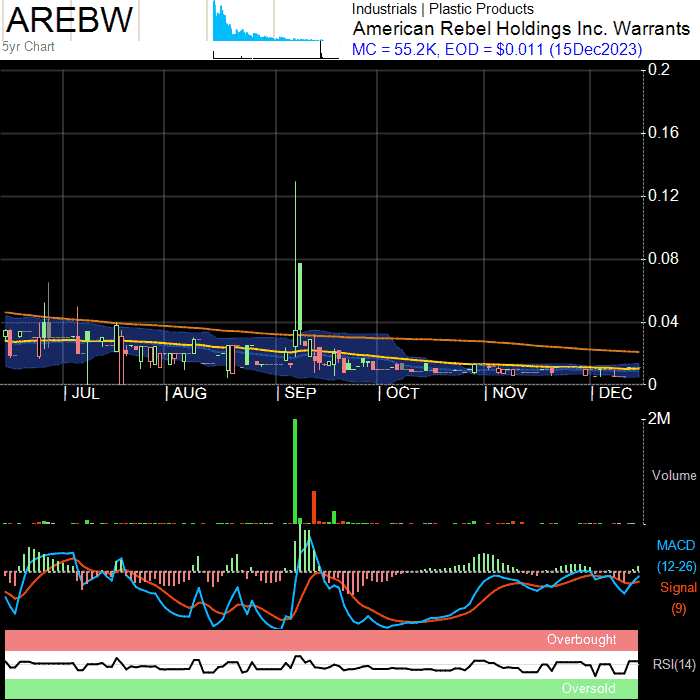 AREBW
5yr Chart
Industrials | Plastic Products
American Rebel Holdings Inc. Warrants
MC = 55.2K, EOD = $0.011 (15Dec2023)
0.2
0.16
0.12
0.08
0.04
0
| JUL | AUG | SEP | OCT | NOV | DEC
2M
Volume
MACD
(12-26)
Signal
(9)
Overbought
RSI(14)
Oversold